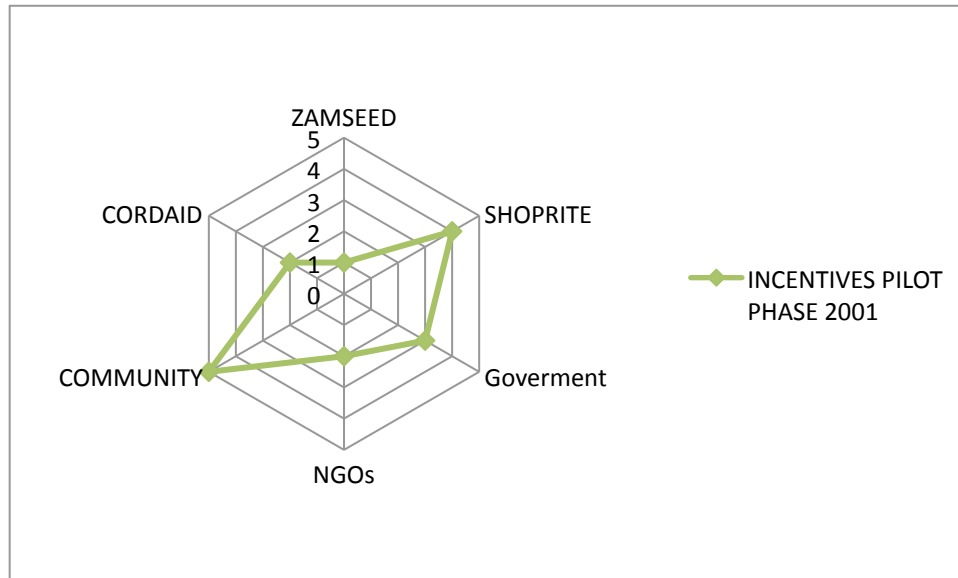 ZAMSEED
5
4
3
2
1
0
CORDAID
SHOPRITE
COMMUNITY
Goverment
NGOs
INCENTIVES PILOT
PHASE 2001